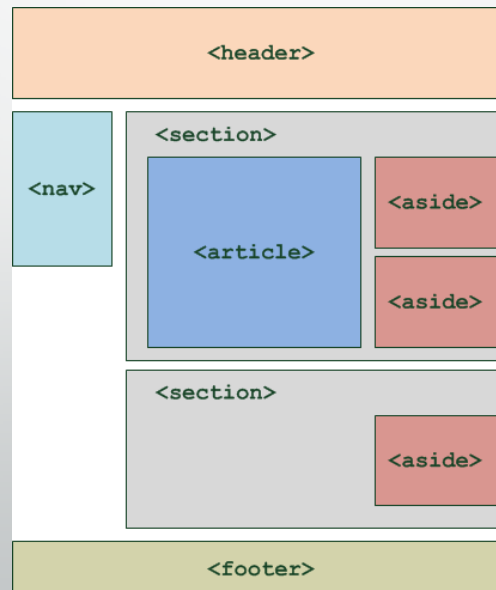 <header>
<section>
<nav>
<article>
<aside>
<aside>
<section>
<aside>
<footer>